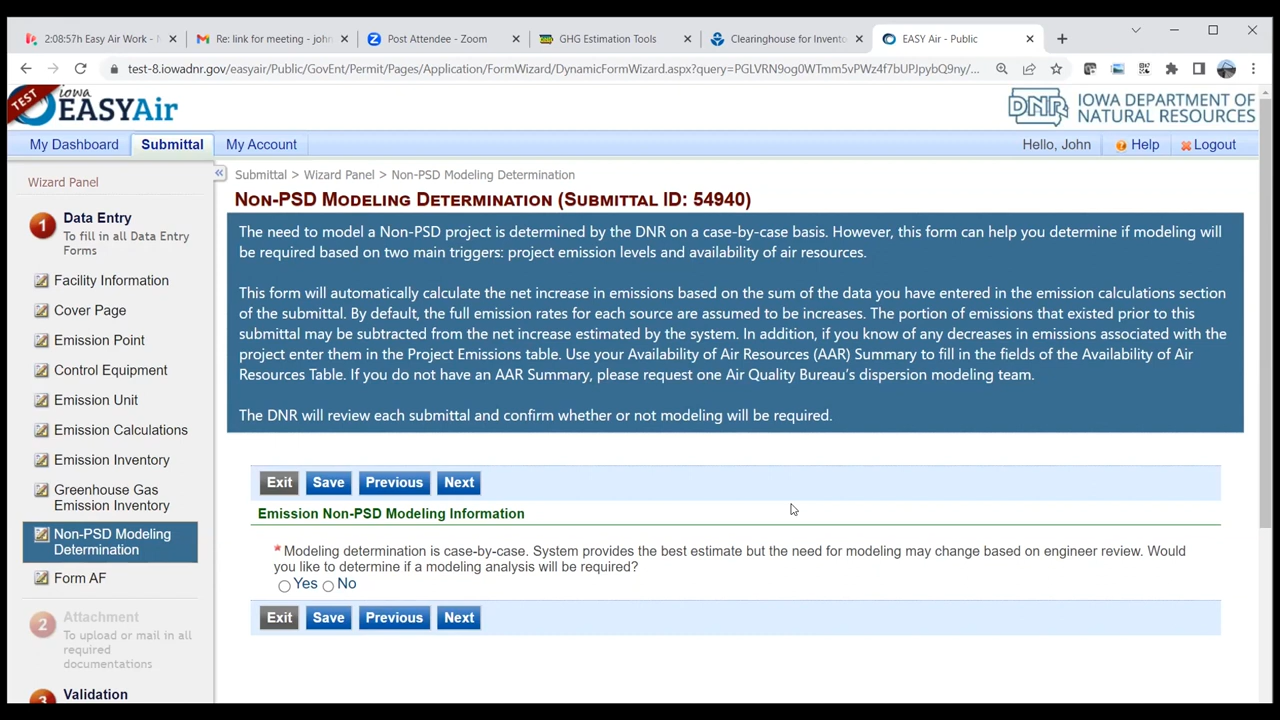 2:08:57h Easy Air Work -
Re: link for meeting - john
Post Attendee - Zoom
GHG Estimation Tools
Clearinghouse for Invento
EASY Air - Public
test-8.iowadnr.gov/easyair/Public/GovEnt/Permit/Pages/Application/FormWizard/DynamicFormWizard.aspx?query=PGLVRN9og0WTmm5vPWz4f7bUPJpybQ9ny/...
TEST
iowa
EASYAir
DNR
IOWA DEPARTMENT OF
NATURAL RESOURCES
My Dashboard
Submittal
My Account
Hello, John
Help
Logout
Wizard Panel
1
Data Entry
To fill in all Data Entry
Forms
Facility Information
Cover Page
Emission Point
Control Equipment
Emission Unit
Emission Calculations
Emission Inventory
Greenhouse Gas
Emission Inventory
Non-PSD Modeling
Determination
Form AF
2
Attachment
To upload or mail in all
required
documentations
3
Validation
Submittal > Wizard Panel > Non-PSD Modeling Determination
Non-PSD Modeling Determination (Submittal ID: 54940)
The need to model a Non-PSD project is determined by the DNR on a case-by-case basis. However, this form can help you determine if modeling will
be required based on two main triggers: project emission levels and availability of air resources.
This form will automatically calculate the net increase in emissions based on the sum of the data you have entered in the emission calculations section
of the submittal. By default, the full emission rates for each source are assumed to be increases. The portion of emissions that existed prior to this
submittal may be subtracted from the net increase estimated by the system. In addition, if you know of any decreases in emissions associated with the
project enter them in the Project Emissions table. Use your Availability of Air Resources (AAR) Summary to fill in the fields of the Availability of Air
Resources Table. If you do not have an AAR Summary, please request one Air Quality Bureau's dispersion modeling team.
The DNR will review each submittal and confirm whether or not modeling will be required.
Exit
Save
Previous
Next
Emission Non-PSD Modeling Information
* Modeling determination is case-by-case. System provides the best estimate but the need for modeling may change based on engineer review. Would
you like to determine if a modeling analysis will be required?
Yes
No
Exit
Save
Previous
Next